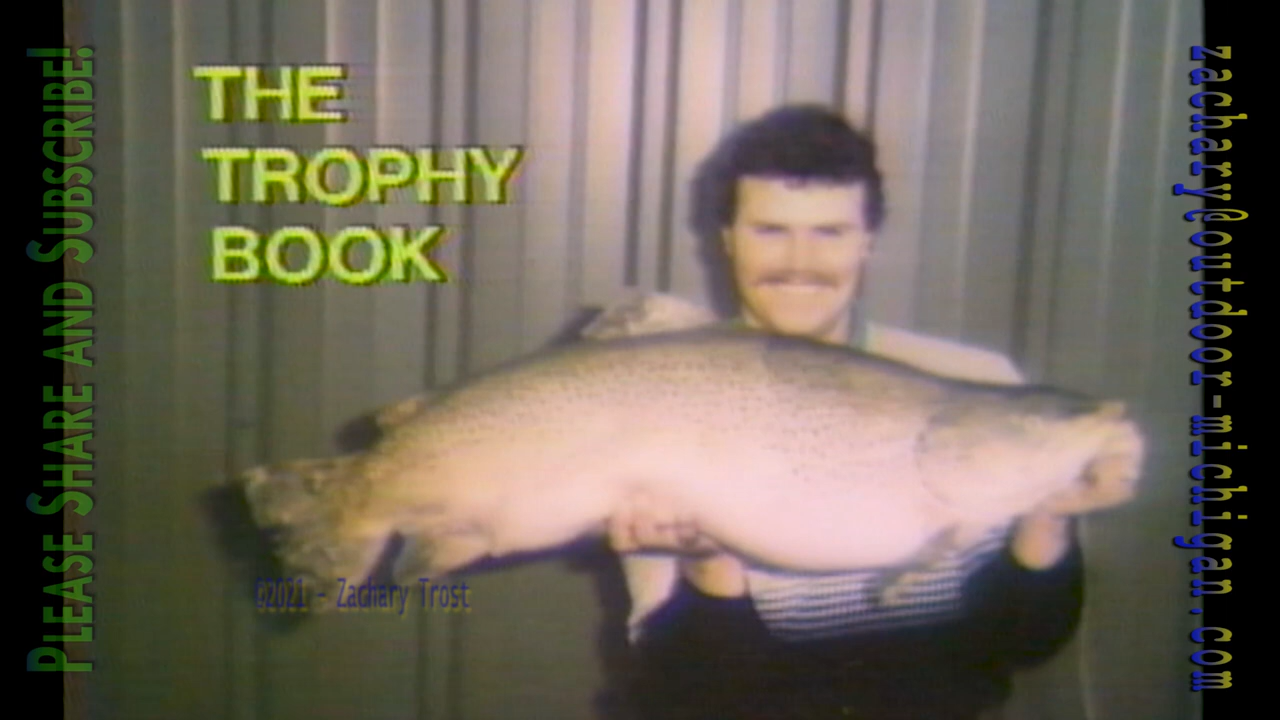 PLEASE SHARE AND SUBSCRIBE!
THE
TROPHY
BOOK
©2021 - Zachary Trost
zachary@outdoor-michigan.com